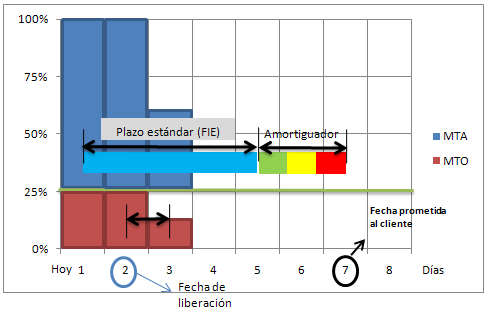 100%
75%
50%
25%
0%
Plazo estándar (FIE)
Amortiguador
MTA
MTO
Fecha prometida
al cliente
Hoy 1 2 3 4 5 6 7 8 Días
Fecha de
liberación